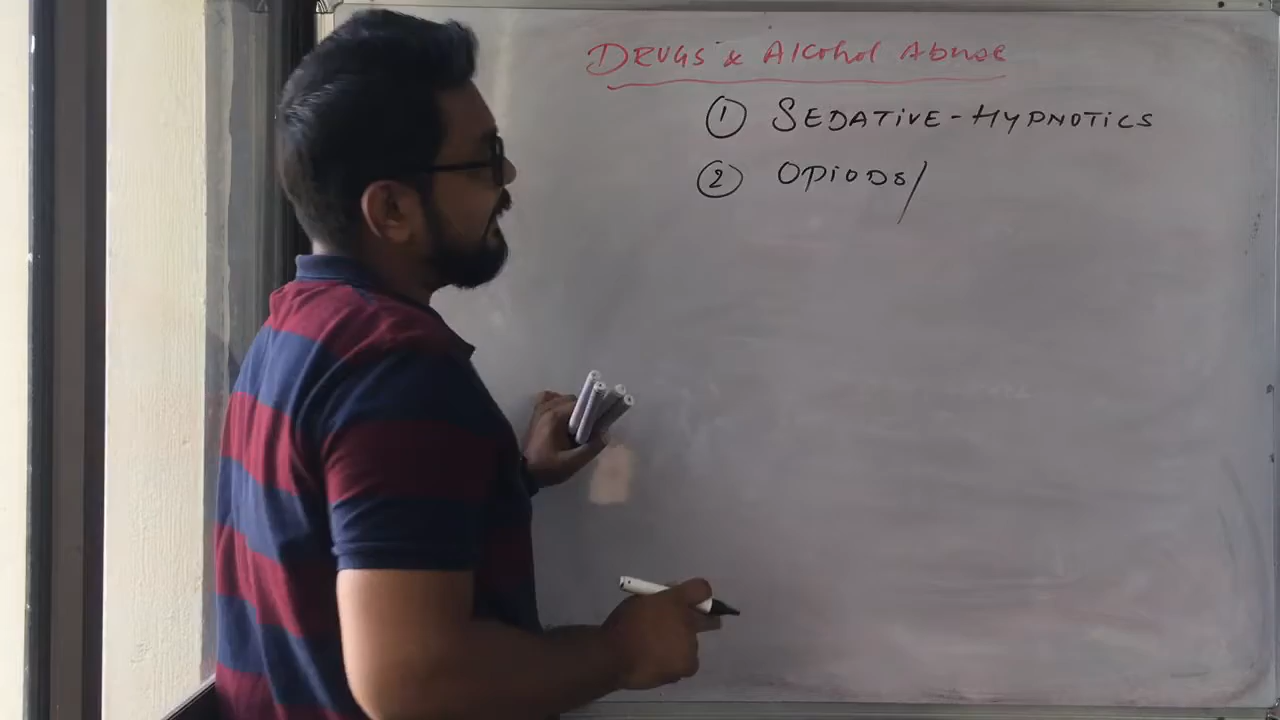 DRUGS & Alcohol Abuse
① SEDATIVE-HYPNOTICS
② OPiODS/